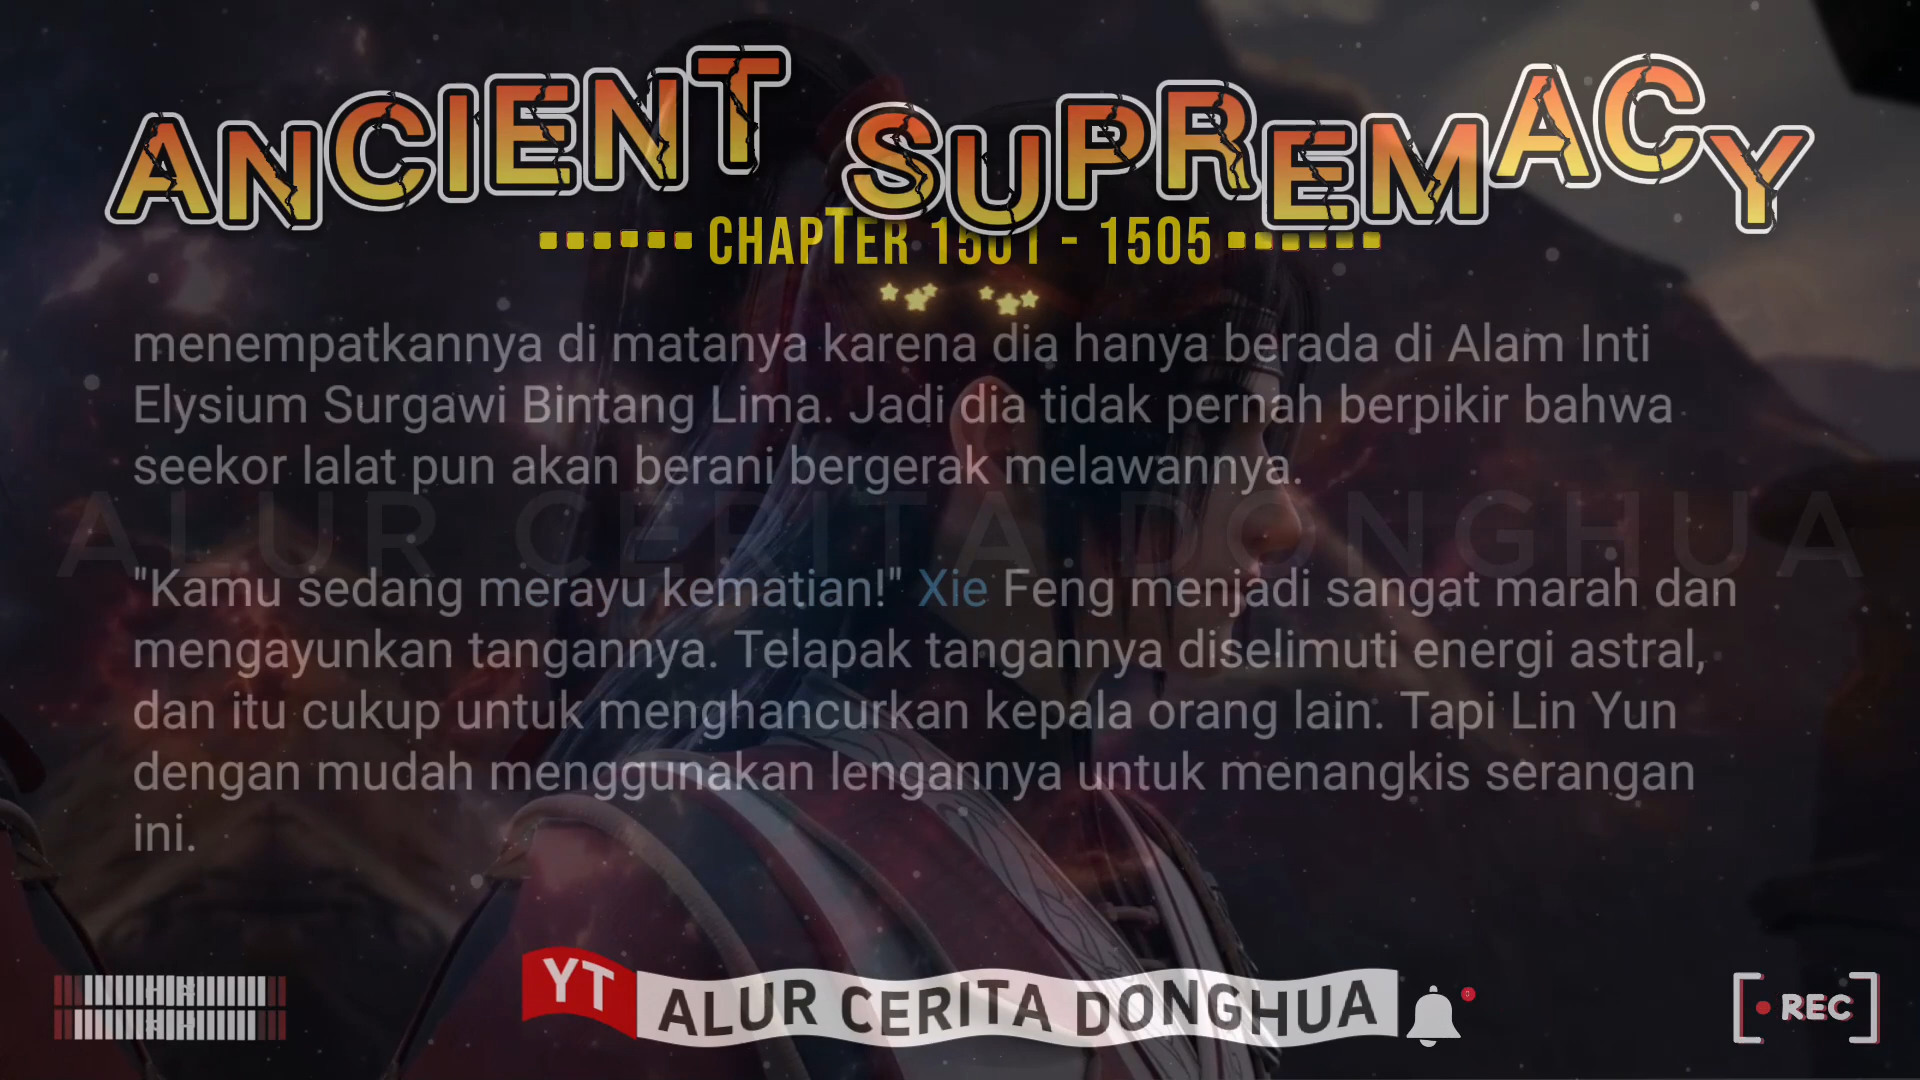 ANCIENT SUPREMACY
CHAPTER 1501 - 1505
menempatkannya di matanya karena dia hanya berada di Alam Inti
Elysium Surgawi Bintang Lima. Jadi dia tidak pernah berpikir bahwa
seekor lalat pun akan berani bergerak melawannya.
ALUR CERITA DONGHUA
"Kamu sedang merayu kematian!" Xie Feng menjadi sangat marah dan
mengayunkan tangannya. Telapak tangannya diselimuti energi astral,
dan itu cukup untuk menghancurkan kepala orang lain. Tapi Lin Yun
dengan mudah menggunakan lengannya untuk menangkis serangan
ini.
YT ALUR CERITA DONGHUA
REC